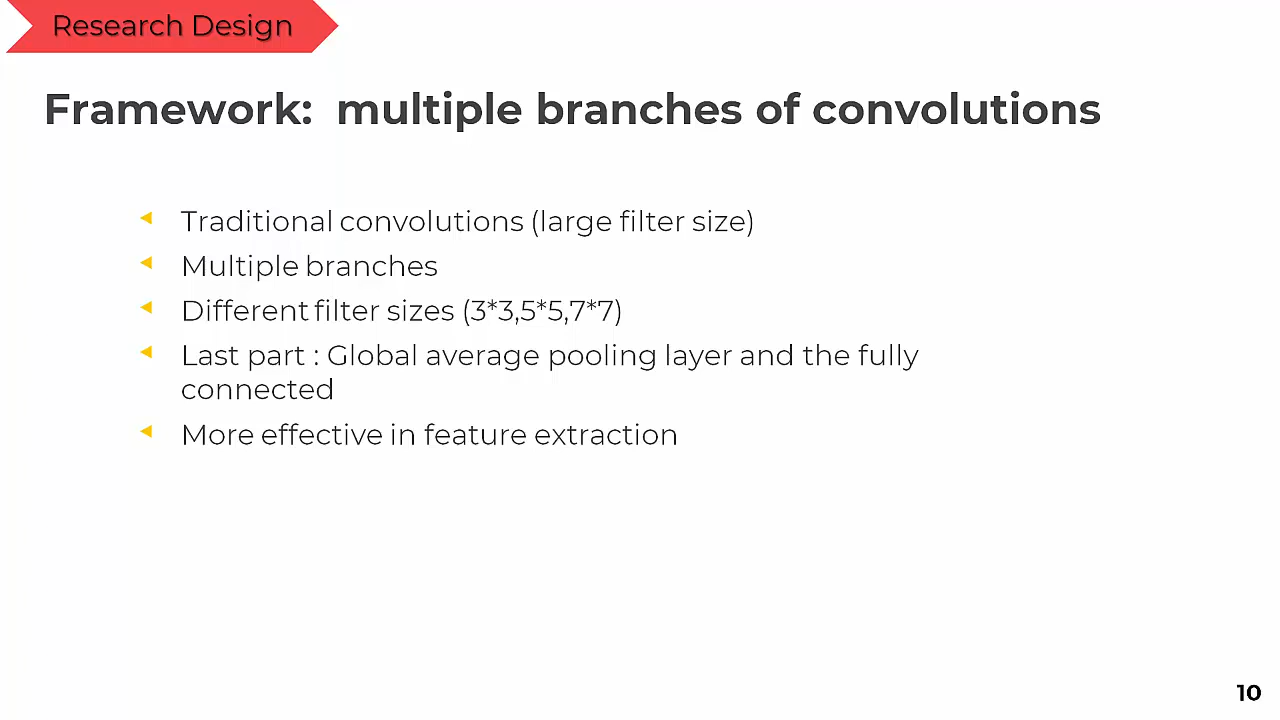 Research Design
Framework: multiple branches of convolutions
Traditional convolutions (large filter size)
Multiple branches
Different filter sizes (3*3,5*5,7*7)
Last part : Global average pooling layer and the fully
connected
More effective in feature extraction
10